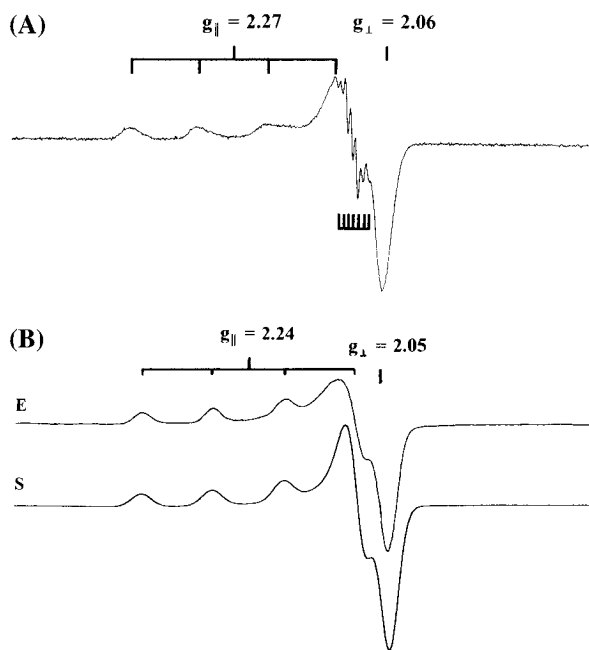 (A)
g∥ = 2.27
g⊥ = 2.06
(B)
g∥ = 2.24
g⊥ = 2.05
E
S